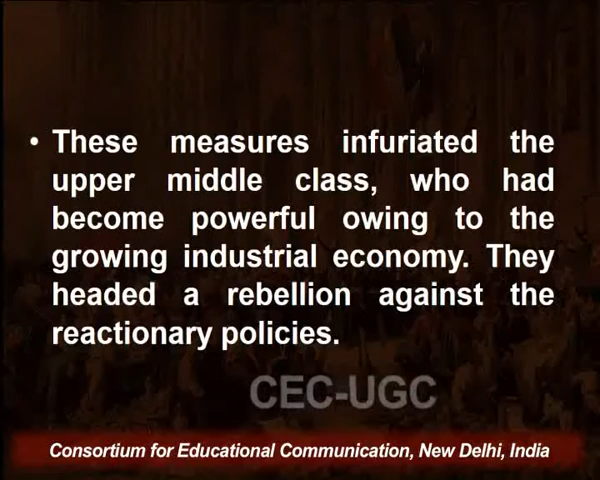 • These measures infuriated the
upper middle class, who had
become powerful owing to the
growing industrial economy. They
headed a rebellion against the
reactionary policies.
CEC-UGC
Consortium for Educational Communication, New Delhi, India